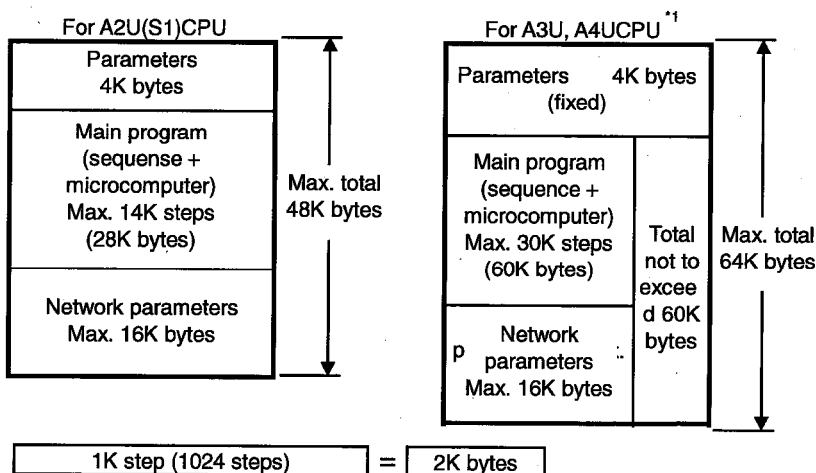 For A2U(S1)CPU
Parameters
4K bytes
Main program
(sequense +
microcomputer)
Max. 14K steps
(28K bytes)
Network parameters
Max. 16K bytes
Max. total
48K bytes
For A3U, A4UCPU *1
Parameters 4K bytes
(fixed)
Main program
(sequence +
microcomputer)
Max. 30K steps
(60K bytes)
p Network
parameters
Max. 16K bytes
Total
not to
excee
d 60K
bytes
Max. total
64K bytes
1K step (1024 steps) = 2K bytes